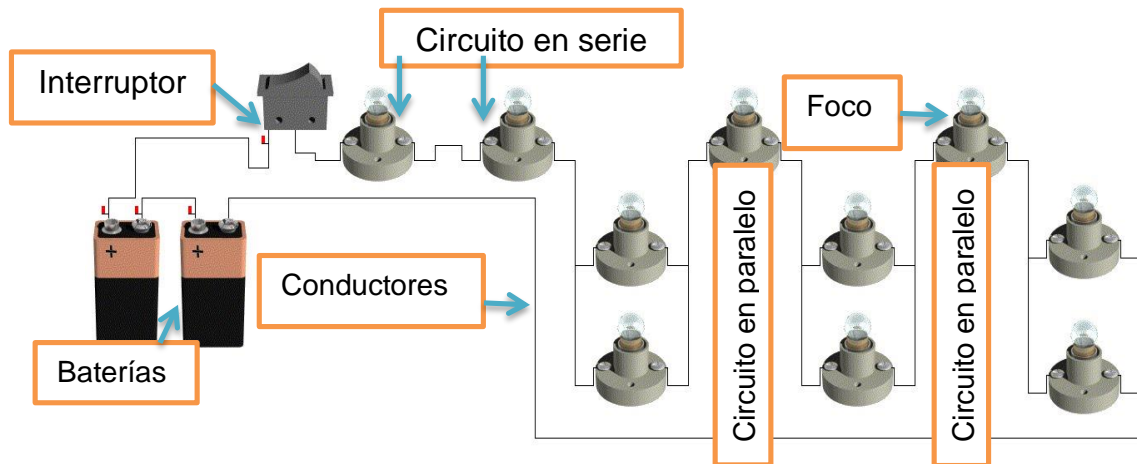 Circuito en serie
Interruptor
Foco
Circuito en paralelo
Circuito en paralelo
Conductores
Baterías
+
+